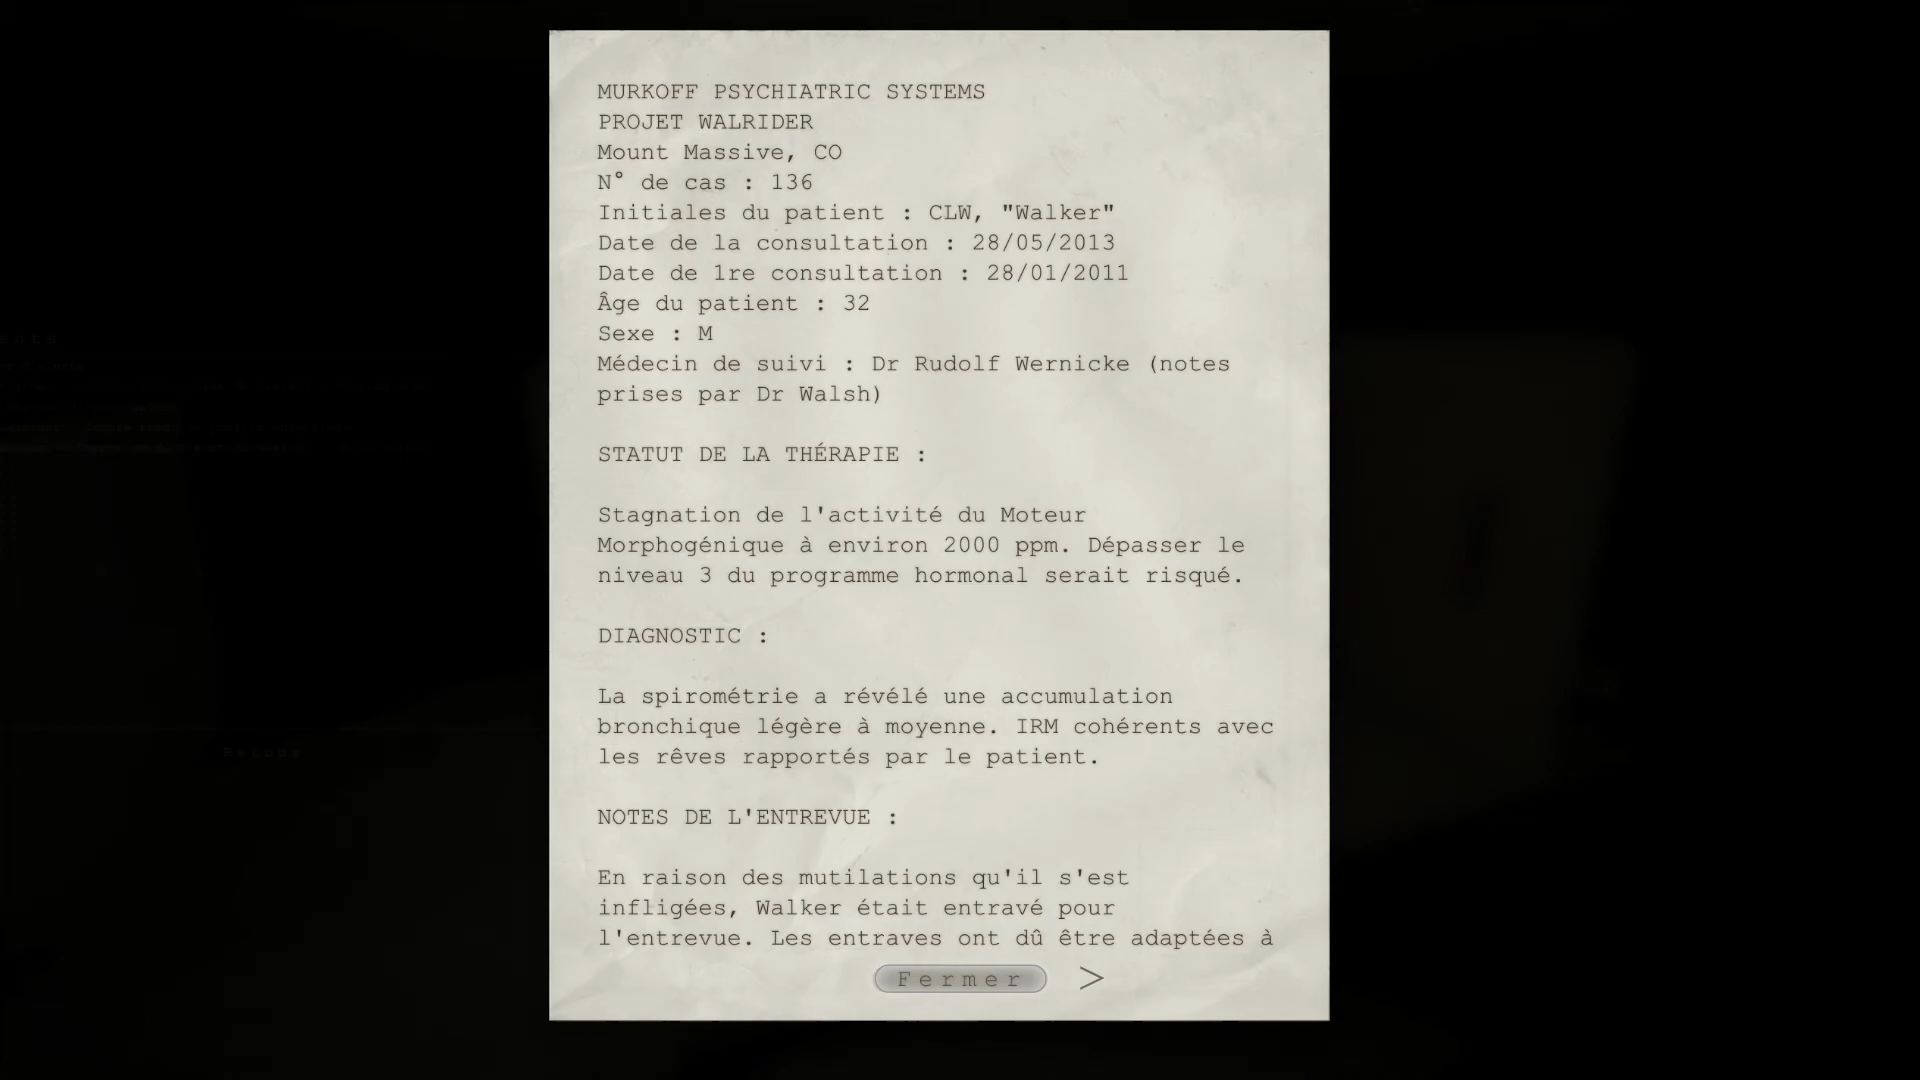 MURKOFF PSYCHIATRIC SYSTEMS
PROJET WALRIDER
Mount Massive, CO
N° de cas : 136
Initiales du patient : CLW, "Walker"
Date de la consultation : 28/05/2013
Date de 1re consultation : 28/01/2011
Âge du patient : 32
Sexe : M
Médecin de suivi : Dr Rudolf Wernicke (notes
prises par Dr Walsh)
STATUT DE LA THÉRAPIE :
Stagnation de l'activité du Moteur
Morphogénique à environ 2000 ppm. Dépasser le
niveau 3 du programme hormonal serait risqué.
DIAGNOSTIC :
La spirométrie a révélé une accumulation
bronchique légère à moyenne. IRM cohérents avec
les rêves rapportés par le patient.
NOTES DE L'ENTREVUE :
En raison des mutilations qu'il s'est
infligées, Walker était entravé pour
l'entrevue. Les entraves ont dû être adaptées à
Fermer >